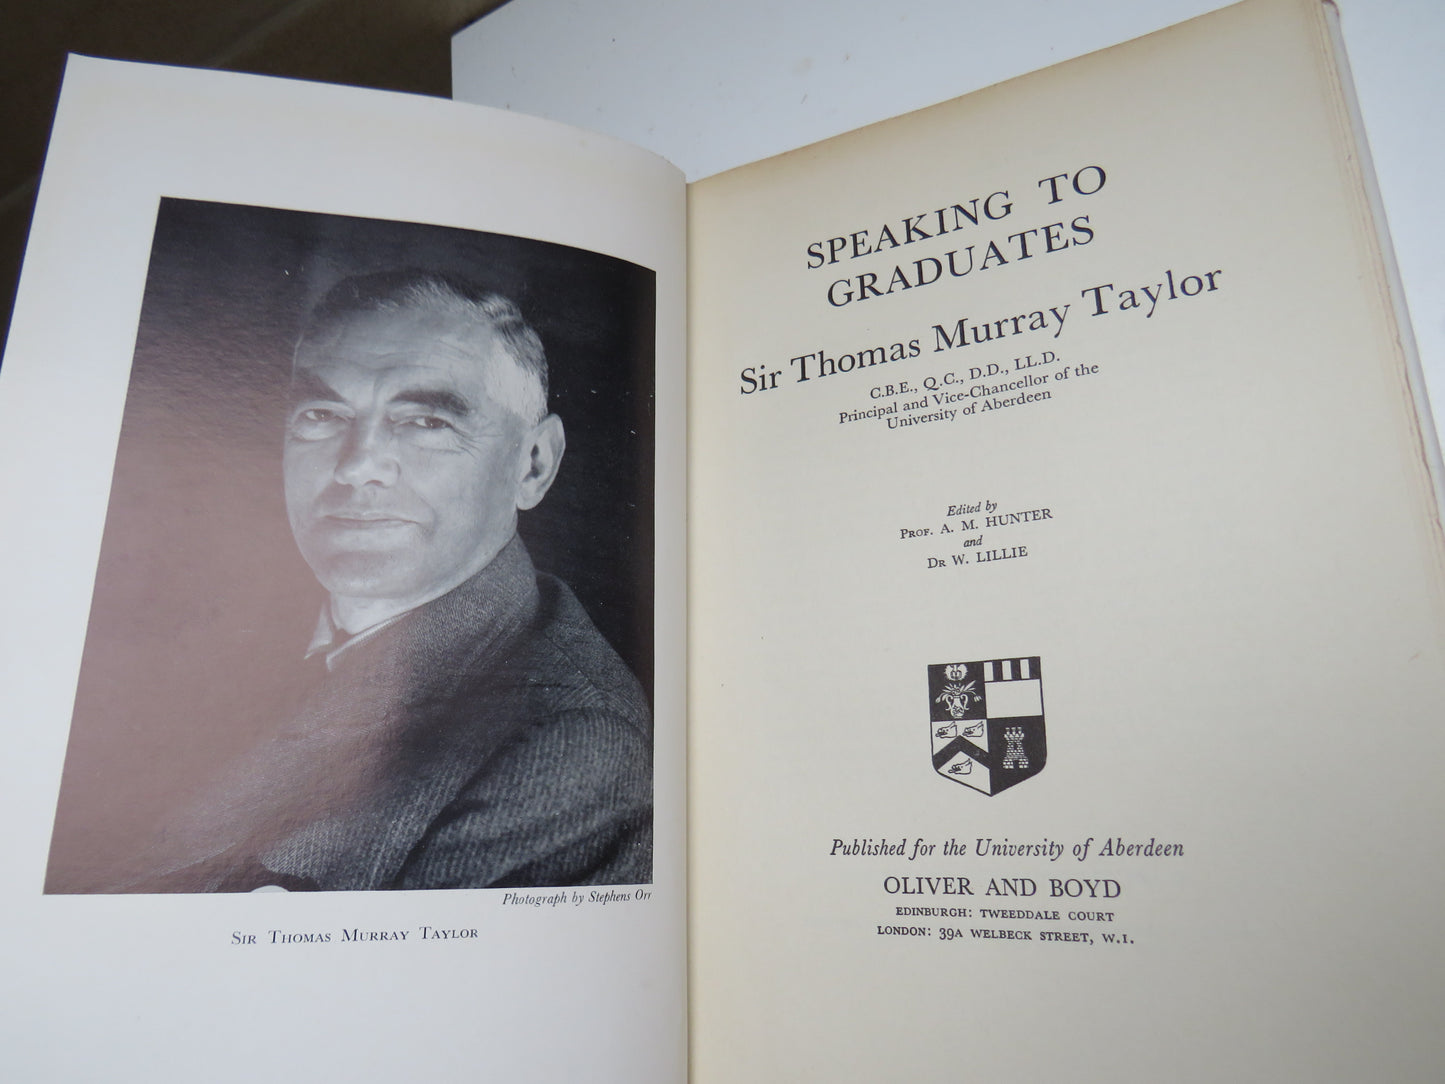 Photograph by Stephens Orr
SIR THOMAS MURRAY TAYLOR
SPEAKING TO
GRADUATES
Sir Thomas Murray Taylor
C.B.E., Q.C., D.D., LL.D.
Principal and Vice-Chancellor of the
University of Aberdeen
Edited by
PROF. A. M. HUNTER
and
DR W. LILLIE
Published for the University of Aberdeen
OLIVER AND BOYD
EDINBURGH: TWEEDDALE COURT
LONDON: 39A WELBECK STREET, W.I.